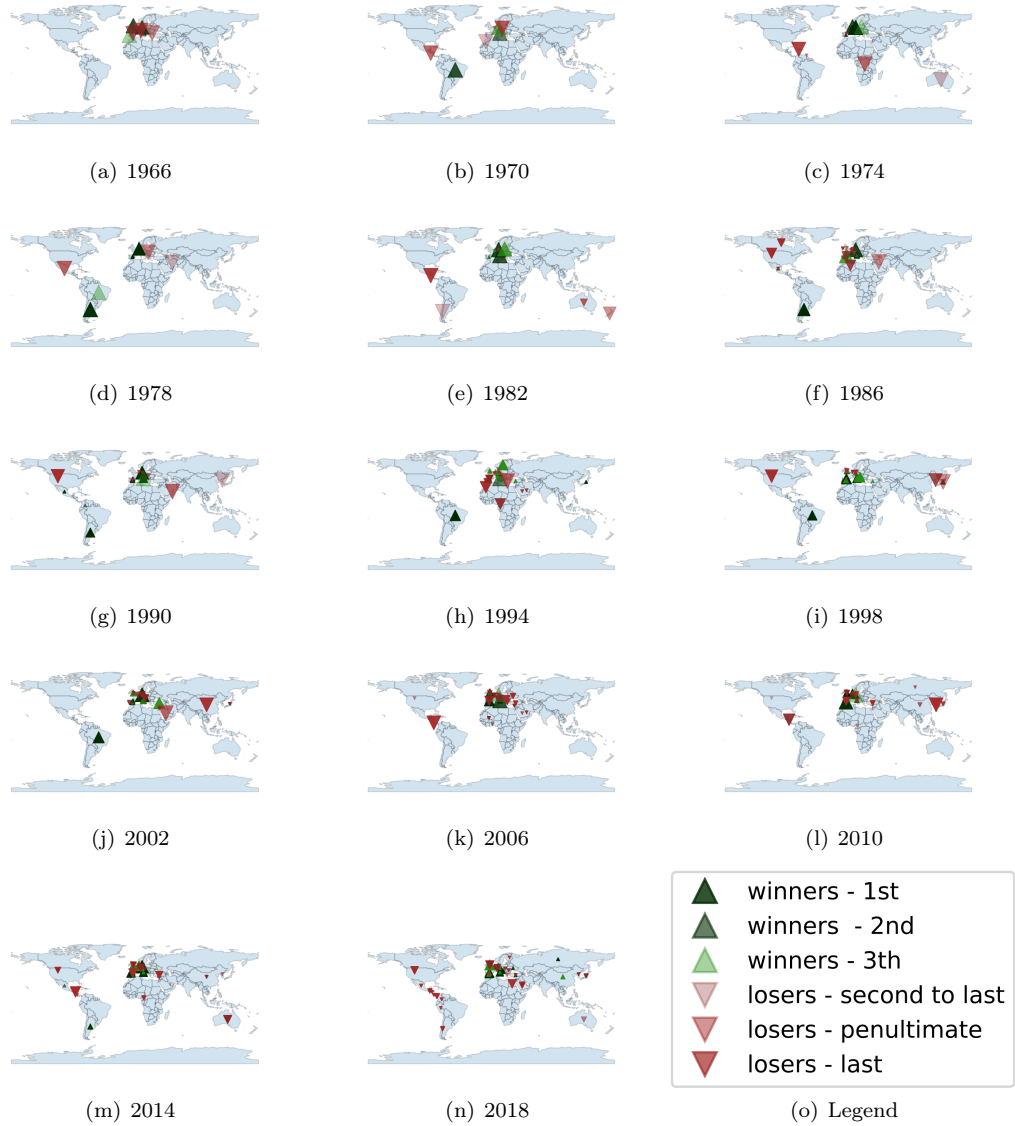 (a) 1966
(b) 1970
(c) 1974
(d) 1978
(e) 1982
(f) 1986
(g) 1990
(h) 1994
(i) 1998
(j) 2002
(k) 2006
(l) 2010
winners - 1st
winners - 2nd
winners - 3th
losers - second to last
losers - penultimate
losers - last
(m) 2014
(n) 2018
(o) Legend